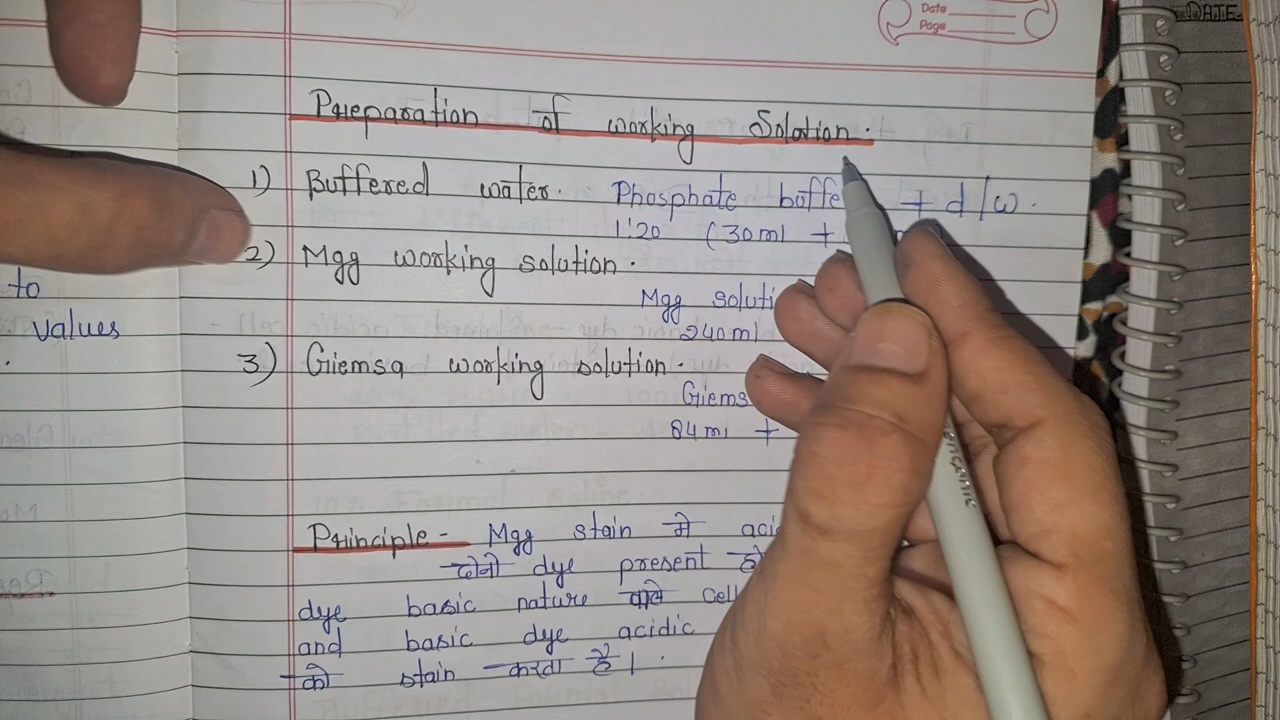 Date
Page
DATE
Preparation of working Solution.
1) Buffered water. Phosphate buffe + d/w.
1:20 (30ml +
2) Mgg working solution.
Mgg soluti
240ml
to
values
3) Giemsa working solution.
Giems
84ml +
Principle - Mgg stain मे aci
दोनो dye present हो
dye basic nature वाले cell
and basic dye acidic
को stain करता है।